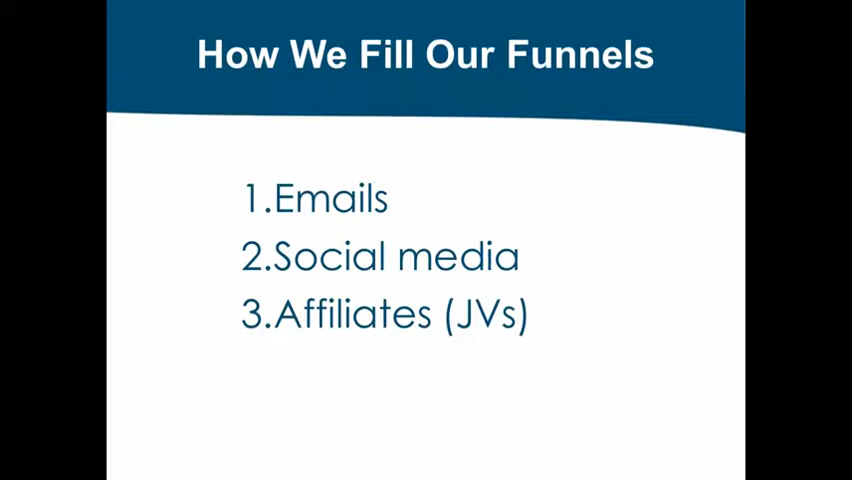 How We Fill Our Funnels
1.Emails
2.Social media
3.Affiliates (JVs)